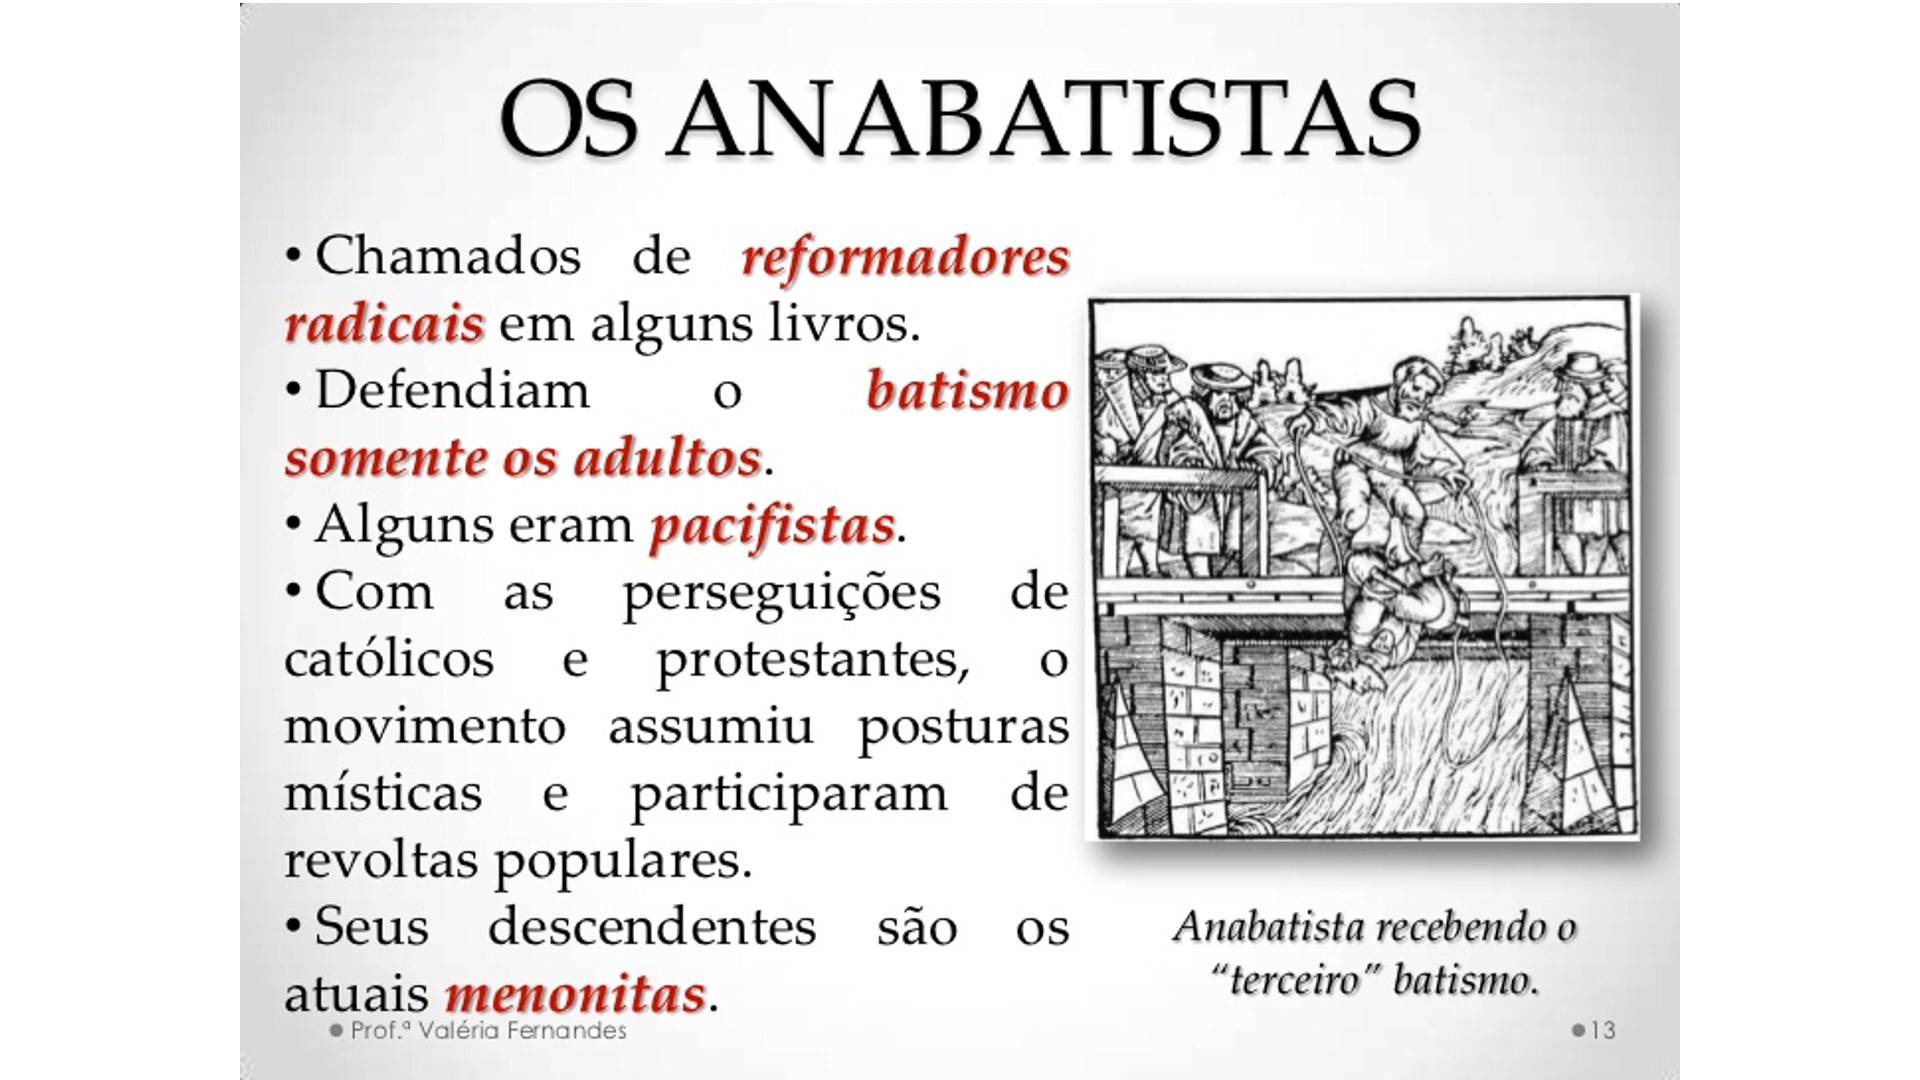 OS ANABATISTAS
• Chamados de reformadores
radicais em alguns livros.
• Defendiam o batismo
somente os adultos.
• Alguns eram pacifistas.
• Com as perseguições de
católicos e protestantes, o
movimento assumiu posturas
místicas e participaram de
revoltas populares.
• Seus descendentes são os
atuais menonitas.
Anabatista recebendo o
“terceiro” batismo.
Prof.ª Valéria Fernandes
13